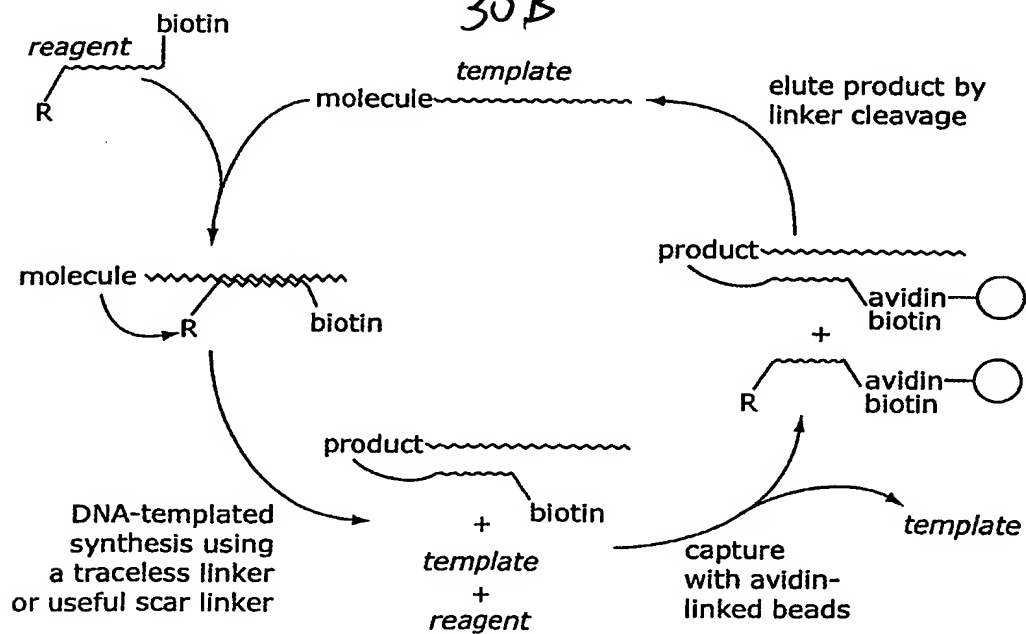 30B
biotin
reagent
R
template
molecule
elute product by
linker cleavage
molecule
R
biotin
product
avidin
biotin
+
R
avidin
biotin
product
biotin
+
template
+
reagent
DNA-templated
synthesis using
a traceless linker
or useful scar linker
capture
with avidin-
linked beads
template